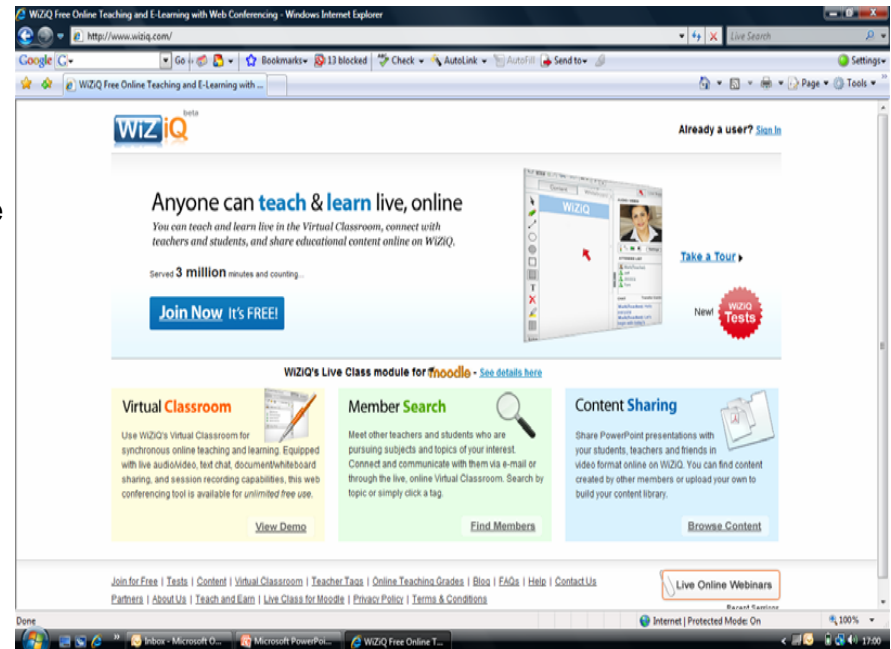 WiZiQ Free Online Teaching and E-Learning with Web Conferencing - Windows Internet Explorer
http://www.wiziq.com/
Live Search
Google
G
Go
Bookmarks
13 blocked
Check
AutoLink
AutoFill
Send to
Settings
WiZiQ Free Online Teaching and E-Learning with ...
Page
Tools
e
WiZiQ
beta
Already a user? Sign In
Anyone can teach & learn live, online
You can teach and learn live in the Virtual Classroom, connect with
teachers and students, and share educational content online on WiZiQ.
Served 3 million minutes and counting...
Join Now It's FREE!
Content
WiZiQ
Take a Tour
New!
WiZiQ
Tests
WiZiQ's Live Class module for moodle - See details here
Virtual Classroom
Use WiZiQ's Virtual Classroom for
synchronous online teaching and learning. Equipped
with live audio/video, text chat, document/whiteboard
sharing, and session recording capabilities, this web
conferencing tool is available for unlimited free use.
View Demo
Member Search
Meet other teachers and students who are
pursuing subjects and topics of your interest.
Connect and communicate with them via e-mail or
through the live, online Virtual Classroom. Search by
topic or simply click a tag.
Find Members
Content Sharing
Share PowerPoint presentations with
your students, teachers and friends in
video format online on WiZiQ. You can find content
created by other members or upload your own to
build your content library.
Browse Content
Join for Free | Tests | Content | Virtual Classroom | Teacher Tags | Online Teaching Grades | Blog | FAQs | Help | Contact Us
Partners | About Us | Teach and Earn | Live Class for Moodle | Privacy Policy | Terms & Conditions
Live Online Webinars
Recent Sessions
Done
Internet | Protected Mode: On
100%
Inbox - Microsoft O...
Microsoft PowerPoi...
WiZiQ Free Online T...
17:00